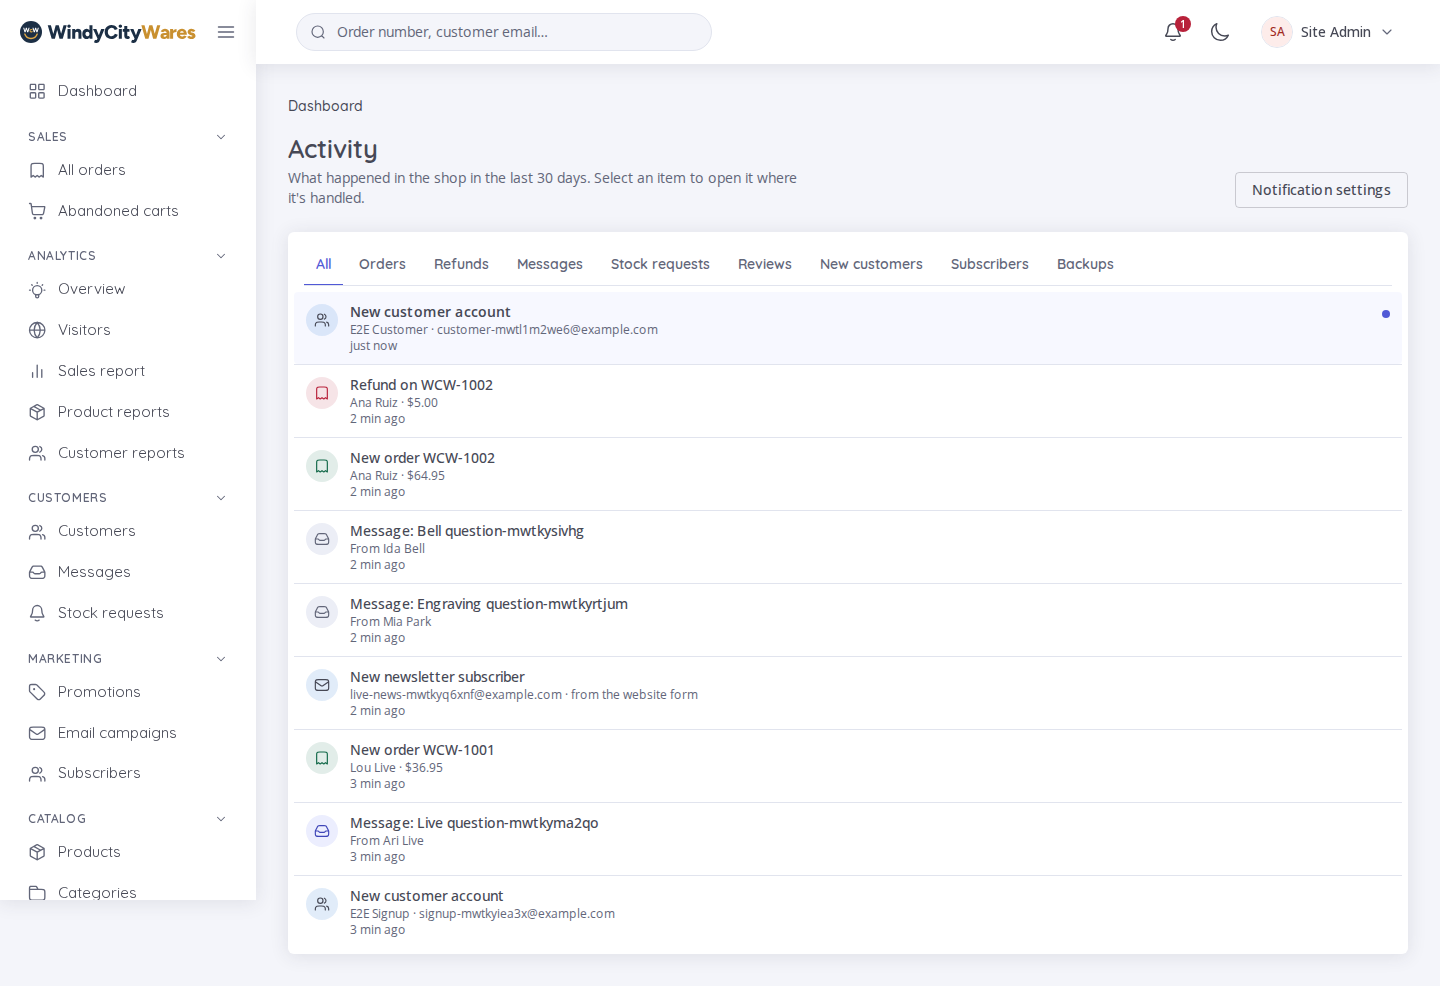 WCW WindyCityWares
Order number, customer email...
1
SA Site Admin
Dashboard
SALES
All orders
Abandoned carts
ANALYTICS
Overview
Visitors
Sales report
Product reports
Customer reports
CUSTOMERS
Customers
Messages
Stock requests
MARKETING
Promotions
Email campaigns
Subscribers
CATALOG
Products
Categories
Dashboard
Activity
What happened in the shop in the last 30 days. Select an item to open it where
it's handled.
Notification settings
All Orders Refunds Messages Stock requests Reviews New customers Subscribers Backups
New customer account
E2E Customer · customer-mwtl1m2we6@example.com
just now
Refund on WCW-1002
Ana Ruiz · $5.00
2 min ago
New order WCW-1002
Ana Ruiz · $64.95
2 min ago
Message: Bell question-mwtkysivhg
From Ida Bell
2 min ago
Message: Engraving question-mwtkyrtjum
From Mia Park
2 min ago
New newsletter subscriber
live-news-mwtkyq6xnf@example.com · from the website form
2 min ago
New order WCW-1001
Lou Live · $36.95
3 min ago
Message: Live question-mwtkyma2qo
From Ari Live
3 min ago
New customer account
E2E Signup · signup-mwtkyiea3x@example.com
3 min ago